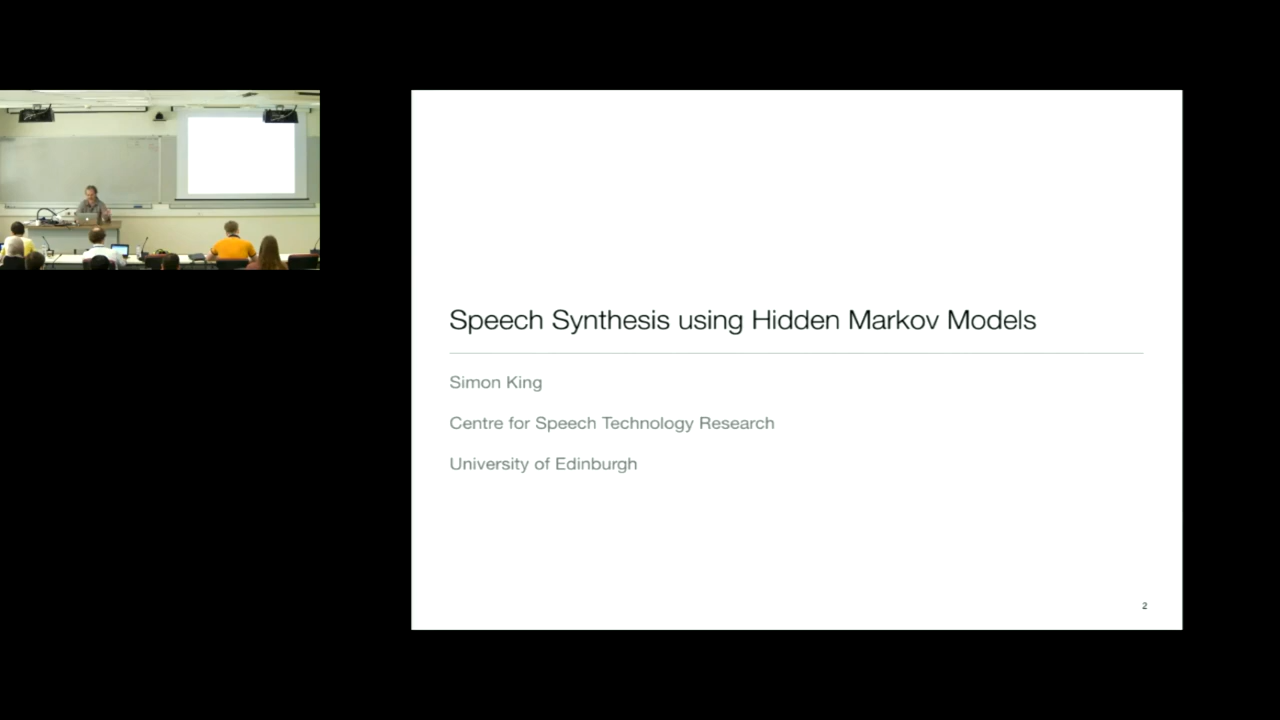 Speech Synthesis using Hidden Markov Models
Simon King
Centre for Speech Technology Research
University of Edinburgh
2